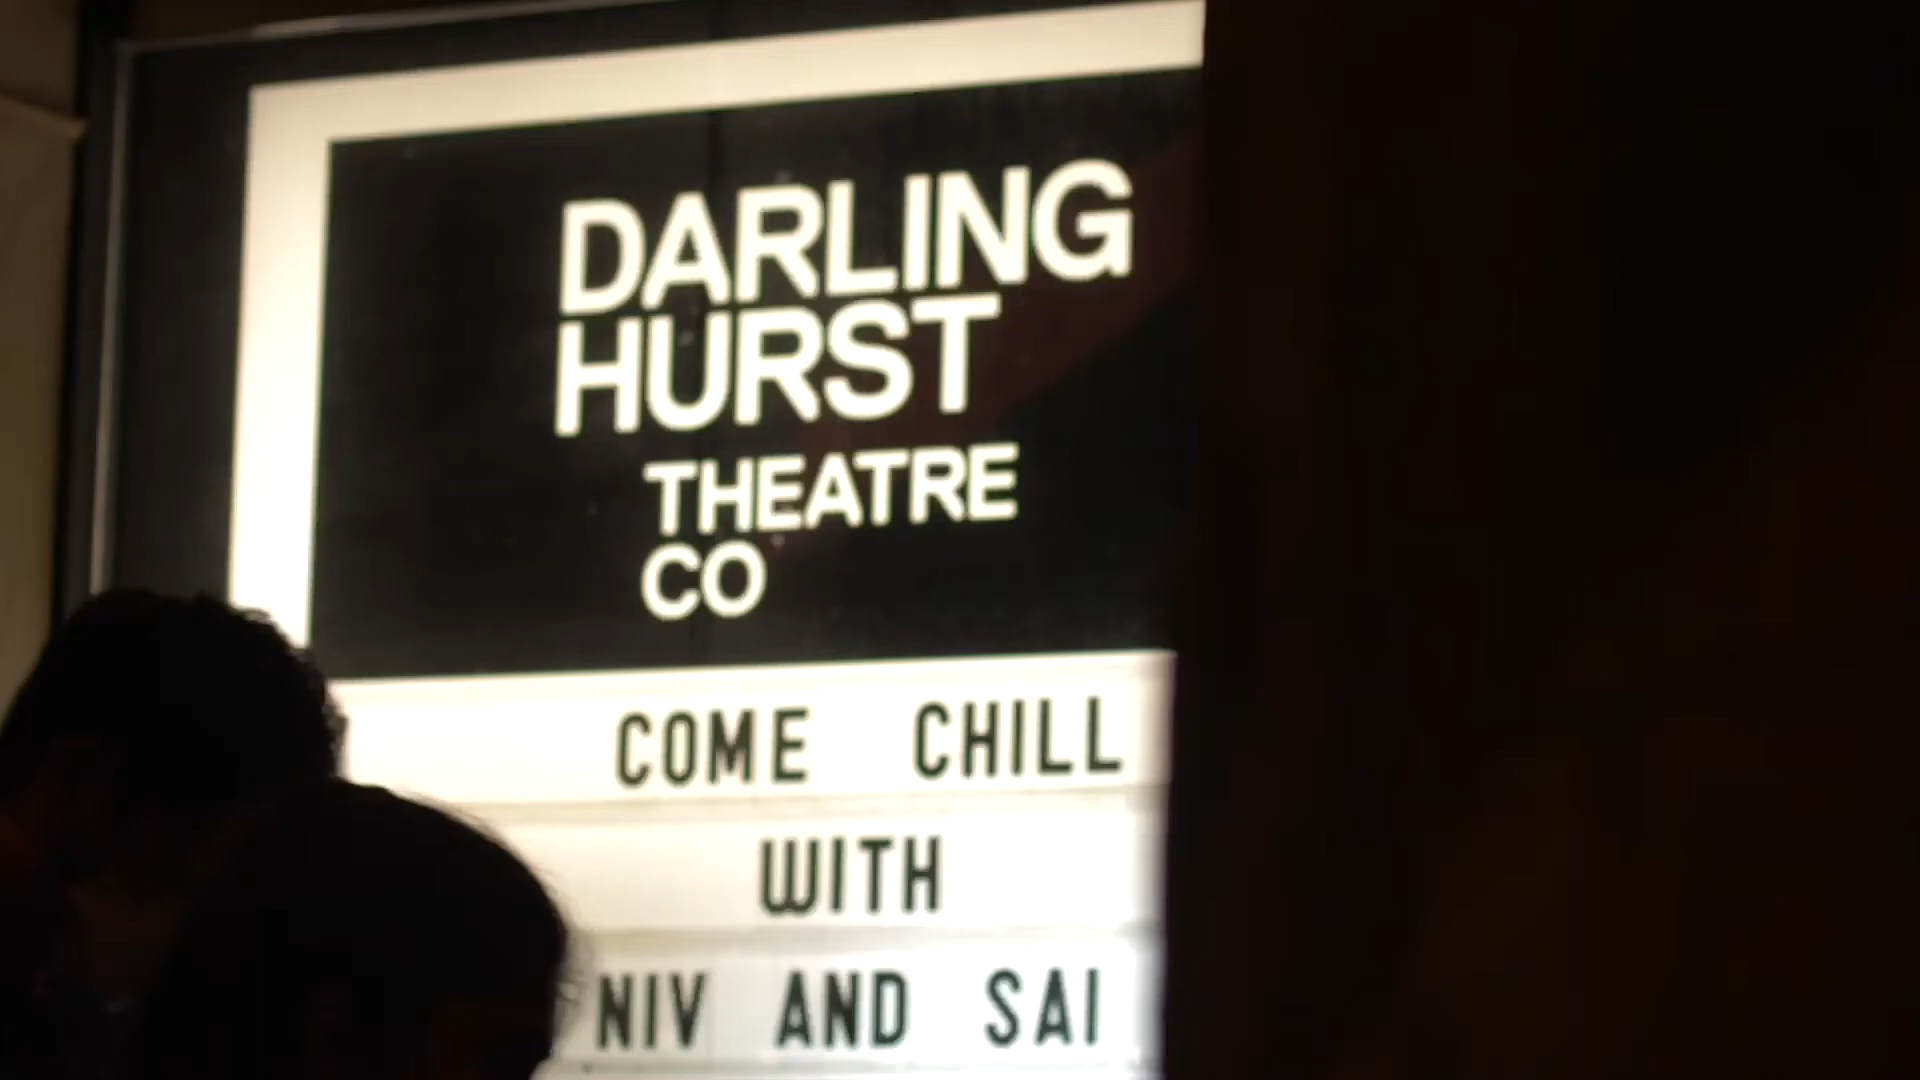 DARLING
HURST
THEATRE
CO
COME CHILL
WITH
NIV AND SAI